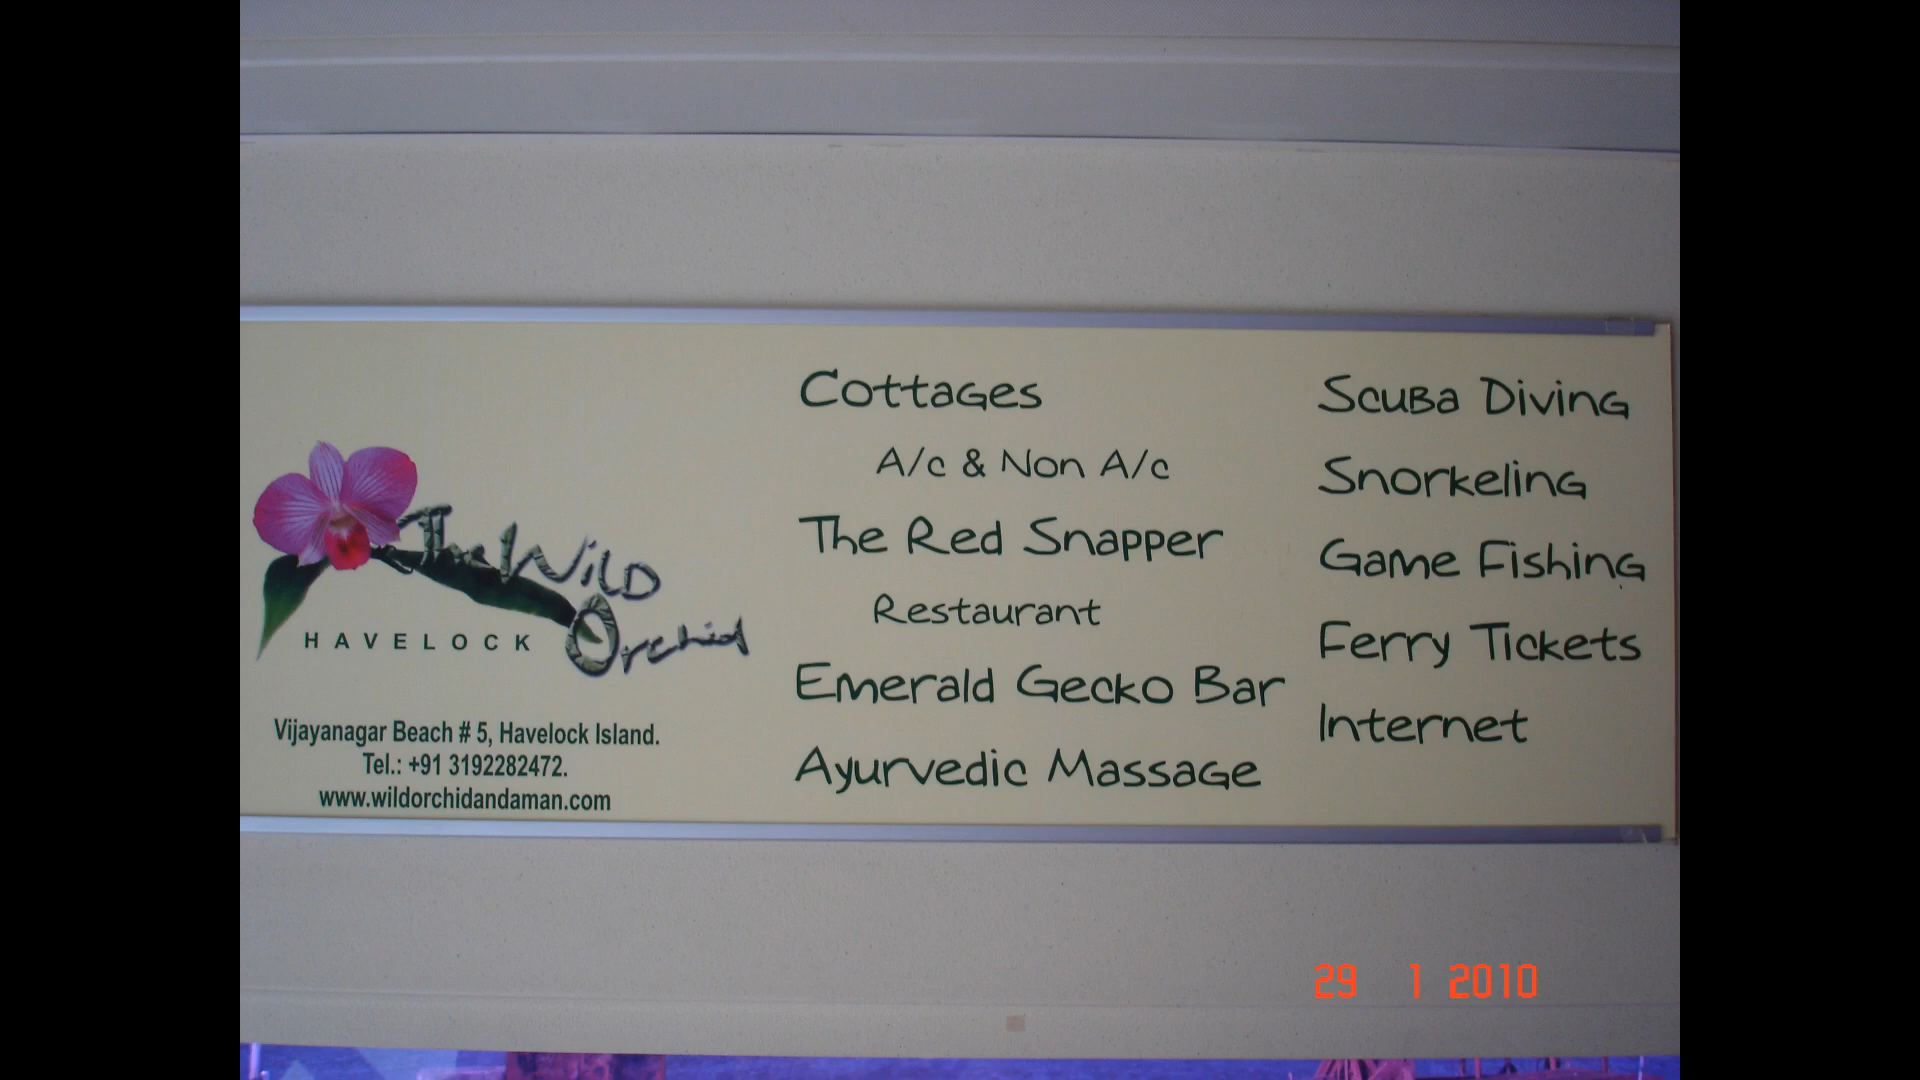 The Wild
Orchid
HAVELOCK
Vijayanagar Beach # 5, Havelock Island.
Tel.: +91 3192282472.
www.wildorchidandaman.com
Cottages
A/c & Non A/c
The Red Snapper
Restaurant
Emerald Gecko Bar
Ayurvedic Massage
Scuba Diving
Snorkeling
Game Fishing
Ferry Tickets
Internet
29 1 2010